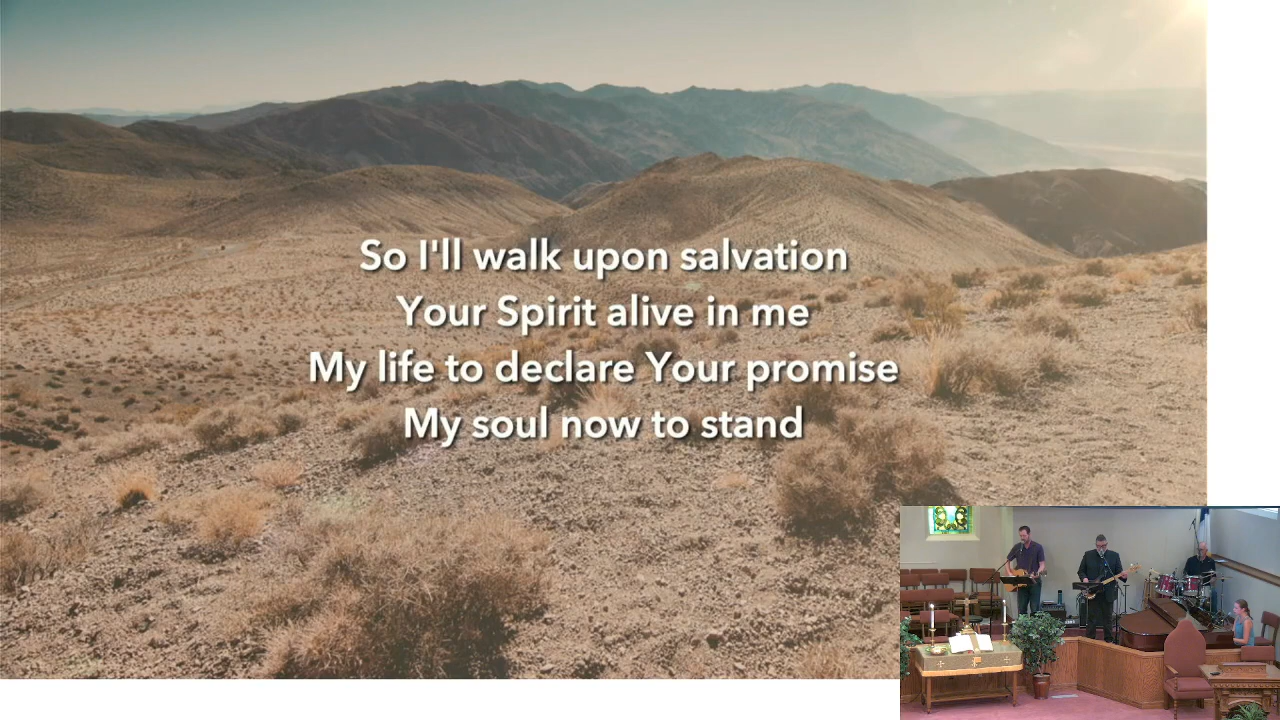 So I'll walk upon salvation
Your Spirit alive in me
My life to declare Your promise
My soul now to stand